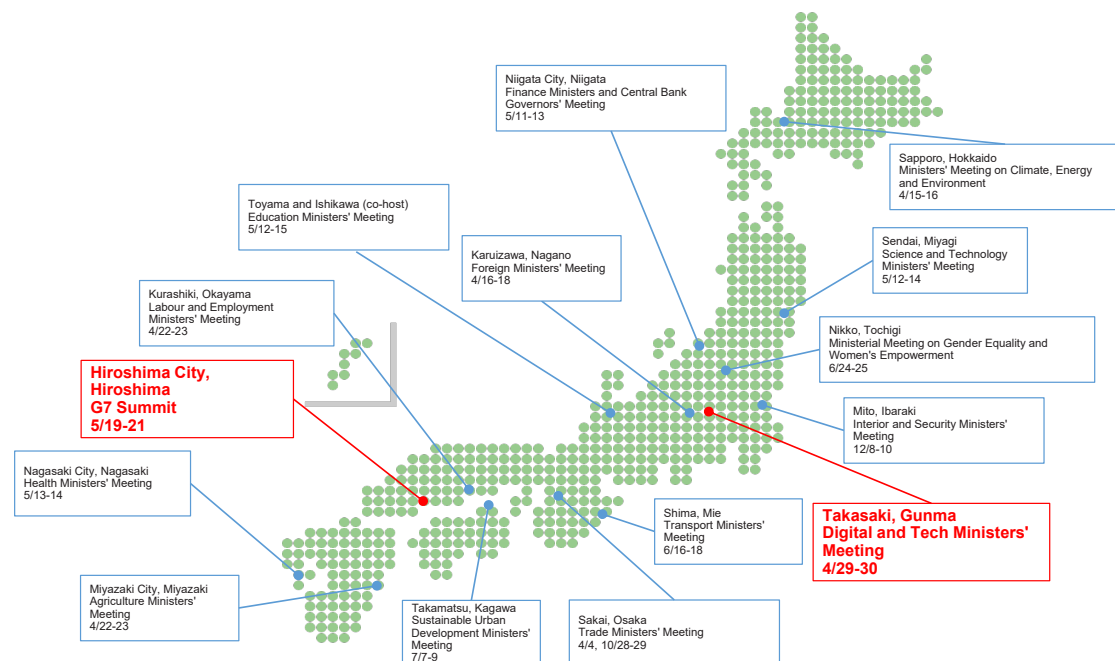 Niigata City, Niigata
Finance Ministers and Central Bank
Governors' Meeting
5/11-13
Sapporo, Hokkaido
Ministers' Meeting on Climate, Energy
and Environment
4/15-16
Toyama and Ishikawa (co-host)
Education Ministers' Meeting
5/12-15
Karuizawa, Nagano
Foreign Ministers' Meeting
4/16-18
Sendai, Miyagi
Science and Technology
Ministers' Meeting
5/12-14
Kurashiki, Okayama
Labour and Employment
Ministers' Meeting
4/22-23
Nikko, Tochigi
Ministerial Meeting on Gender Equality and
Women's Empowerment
6/24-25
Hiroshima City,
Hiroshima
G7 Summit
5/19-21
Mito, Ibaraki
Interior and Security Ministers'
Meeting
12/8-10
Nagasaki City, Nagasaki
Health Ministers' Meeting
5/13-14
Shima, Mie
Transport Ministers'
Meeting
6/16-18
Takasaki, Gunma
Digital and Tech Ministers'
Meeting
4/29-30
Miyazaki City, Miyazaki
Agriculture Ministers'
Meeting
4/22-23
Takamatsu, Kagawa
Sustainable Urban
Development Ministers'
Meeting
7/7-9
Sakai, Osaka
Trade Ministers' Meeting
4/4, 10/28-29